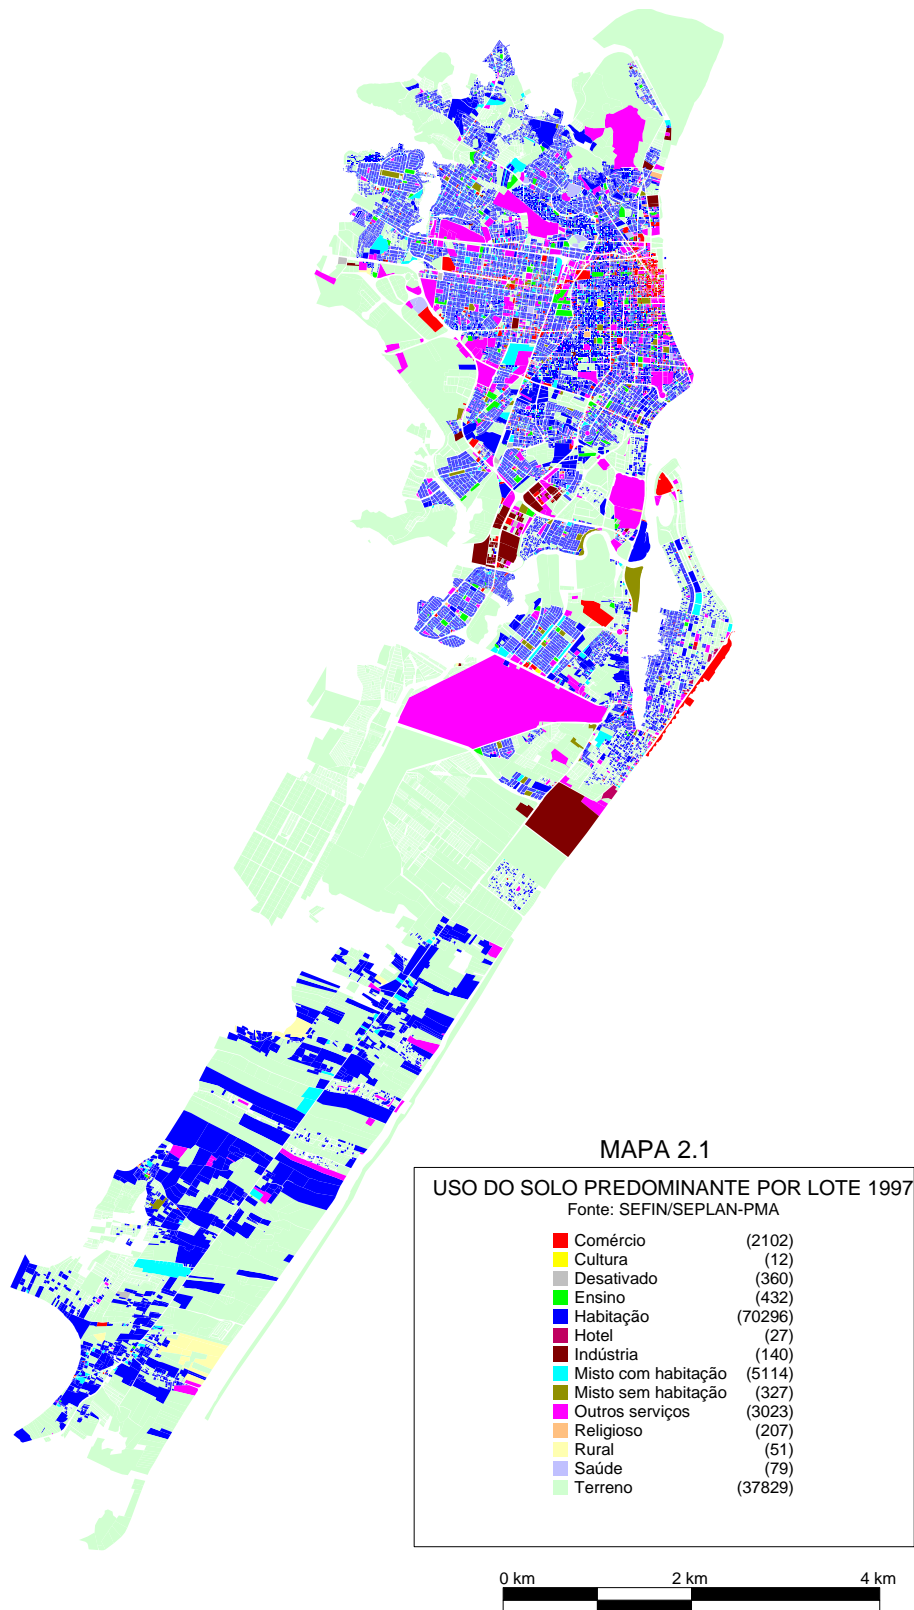 MAPA 2.1
USO DO SOLO PREDOMINANTE POR LOTE 1997
Fonte: SEFIN/SEPLAN-PMA
Comércio (2102)
Cultura (12)
Desativado (360)
Ensino (432)
Habitação (70296)
Hotel (27)
Indústria (140)
Misto com habitação (5114)
Misto sem habitação (327)
Outros serviços (3023)
Religioso (207)
Rural (51)
Saúde (79)
Terreno (37829)
0 km 2 km 4 km